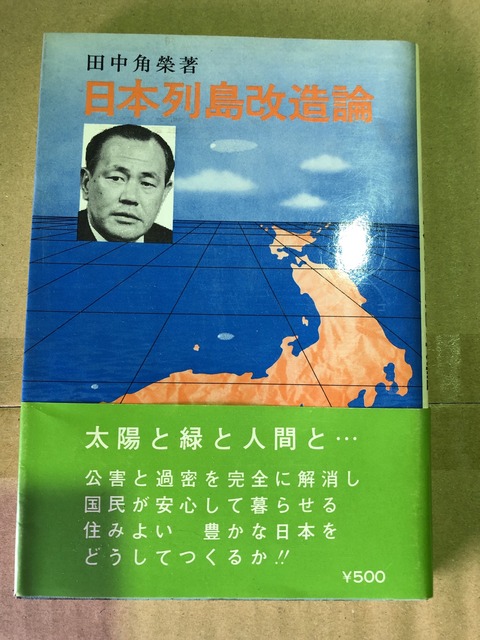 田中角榮著
日本列島改造論
太陽と緑と人間と…
公害と過密を完全に解消し
国民が安心して暮らせる
住みよい 豊かな日本を
どうしてつくるか!!
¥500